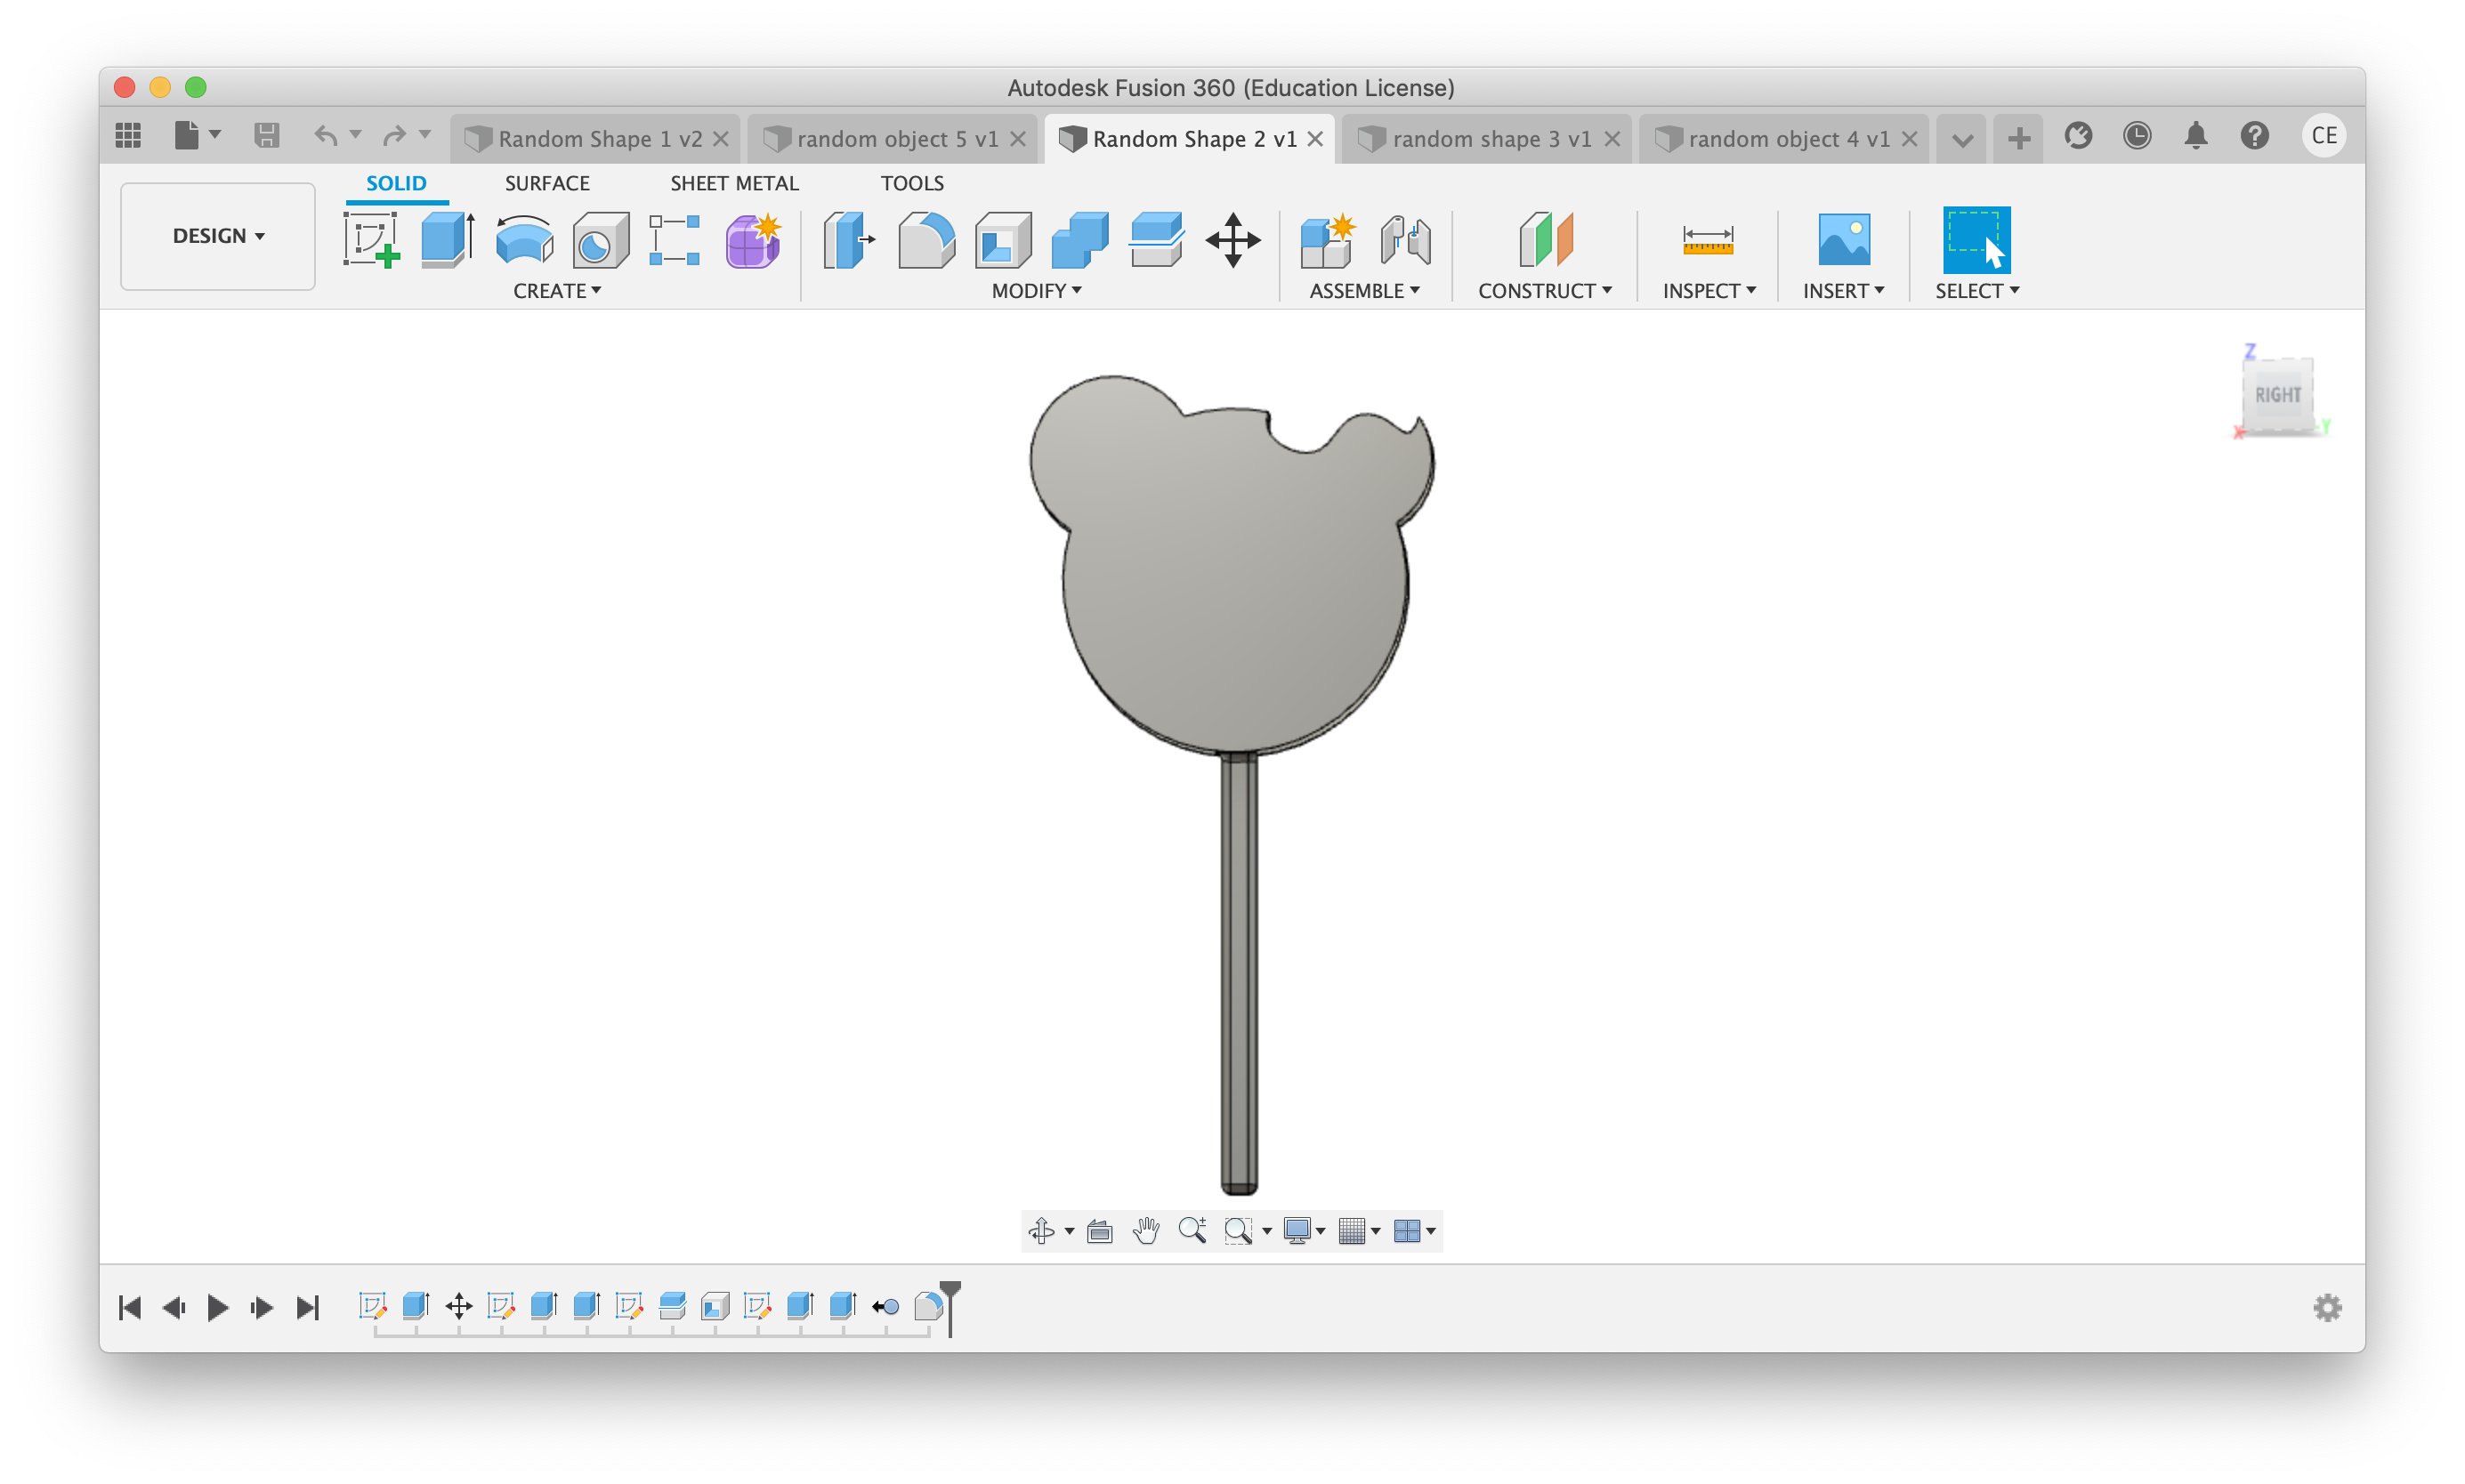 Autodesk Fusion 360 (Education License)
Random Shape 1 v2
random object 5 v1
Random Shape 2 v1
random shape 3 v1
random object 4 v1
CE
SOLID
SURFACE
SHEET METAL
TOOLS
DESIGN
CREATE
MODIFY
ASSEMBLE
CONSTRUCT
INSPECT
INSERT
SELECT
Z
RIGHT
X
Y